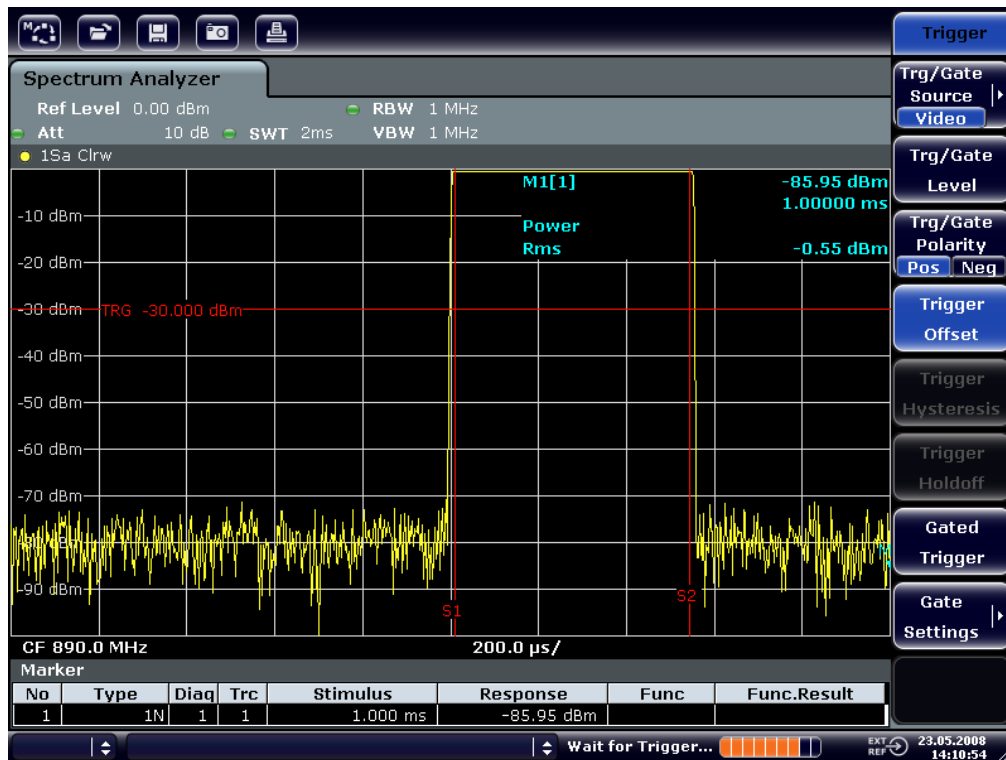 Trigger
Spectrum Analyzer
Ref Level 0.00 dBm RBW 1 MHz
Att 10 dB SWT 2ms VBW 1 MHz
1Sa Clrw
M1[1] -85.95 dBm
1.00000 ms
Power
Rms -0.55 dBm
-10 dBm
-20 dBm
-30 dBm TRG -30.000 dBm
-40 dBm
-50 dBm
-60 dBm
-70 dBm
-90 dBm
S1
S2
CF 890.0 MHz 200.0 µs/
Marker
No Type Diag Trc Stimulus Response Func Func.Result
1 1N 1 1 1.000 ms -85.95 dBm
Trg/Gate
Source
Video
Trg/Gate
Level
Trg/Gate
Polarity
Pos Neg
Trigger
Offset
Trigger
Hysteresis
Trigger
Holdoff
Gated
Trigger
Gate
Settings
Wait for Trigger...
EXT
REF
23.05.2008
14:10:54